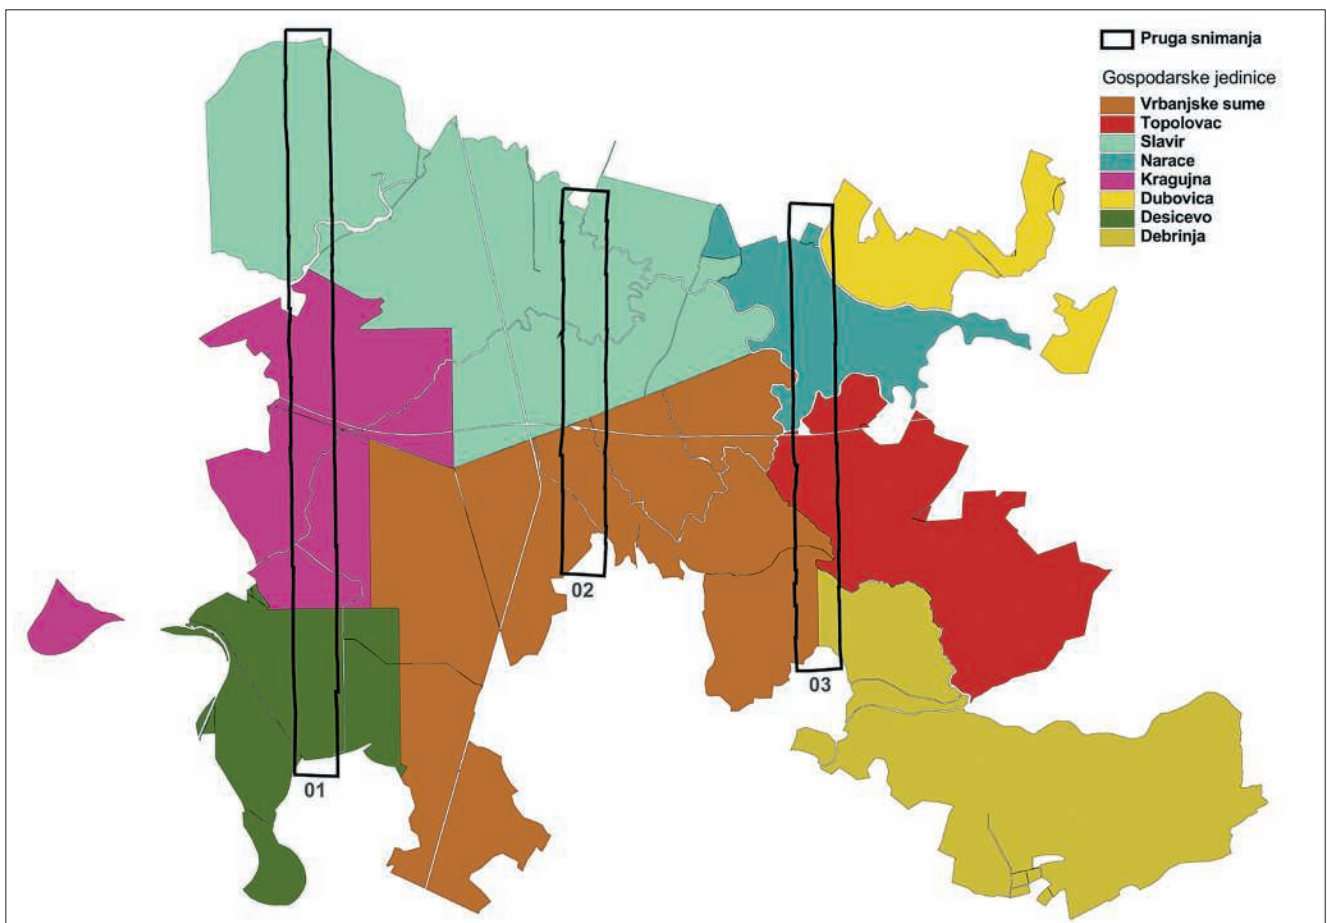 Pruga snimanja
Gospodarske jedinice
Vrbanjske sume
Topolovac
Slavir
Narace
Kragujna
Dubovica
Desicevo
Debrinja
02
03
01